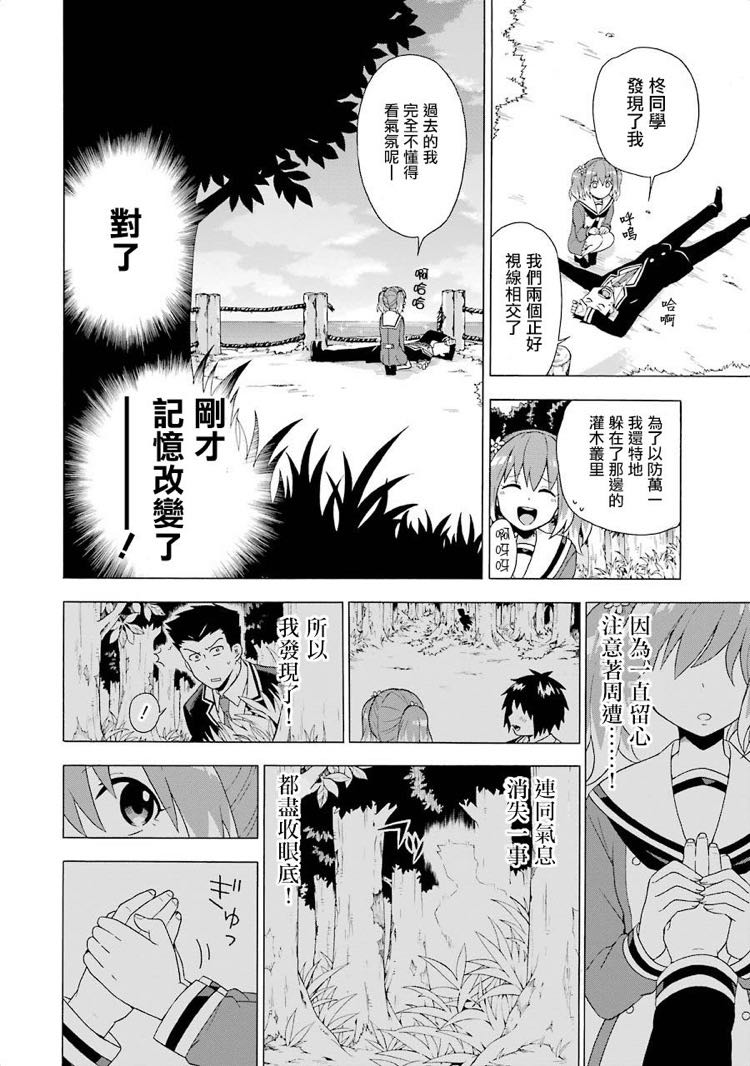 柊同學
發現了我
呼
嗚
我們兩個正好
視線相交了
哈
啊
過去的我
完全不懂得
看氣氛呢—
啊
哈
哈
對了
剛才
記憶改變了
——！
為了以防萬一
我還特地
躲在了那邊的
灌木叢里
啊
呀
呀
因為一直留心
注意著周遭……！
所以
我發現了！
！
連同氣息
消失一事
都盡收眼底！
ぎゅっ